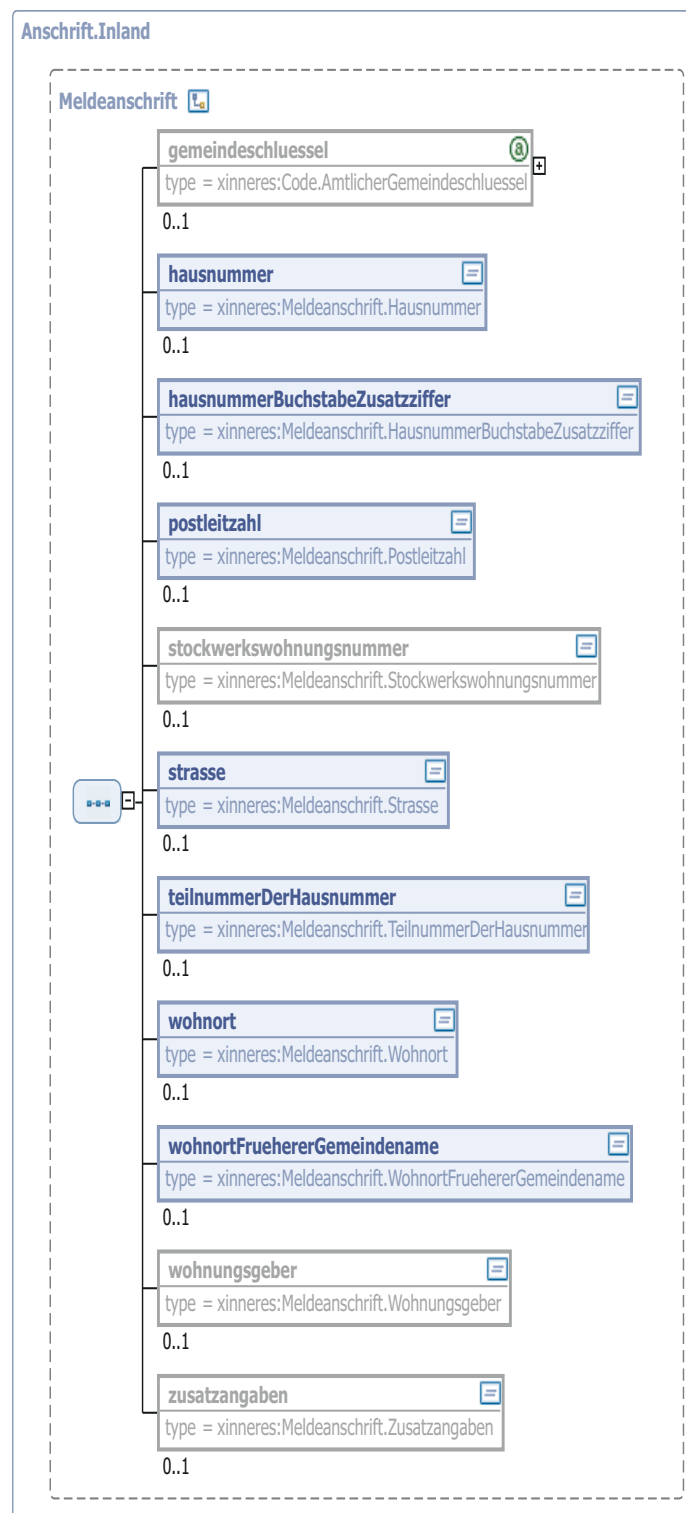 Anschrift.Inland
Meldeanschrift
gemeindeschluessel
type = xinneres:Code.AmtlicherGemeindeschluessel
0..1
hausnummer
type = xinneres:Meldeanschrift.Hausnummer
0..1
hausnummerBuchstabeZusatzziffer
type = xinneres:Meldeanschrift.HausnummerBuchstabeZusatzziffer
0..1
postleitzahl
type = xinneres:Meldeanschrift.Postleitzahl
0..1
stockwerkswohnungsnummer
type = xinneres:Meldeanschrift.Stockwerkswohnungsnummer
0..1
strasse
type = xinneres:Meldeanschrift.Strasse
0..1
teilnummerDerHausnummer
type = xinneres:Meldeanschrift.TeilnummerDerHausnummer
0..1
wohnort
type = xinneres:Meldeanschrift.Wohnort
0..1
wohnortFruehererGemeindename
type = xinneres:Meldeanschrift.WohnortFruehererGemeindename
0..1
wohnungsgeber
type = xinneres:Meldeanschrift.Wohnungsgeber
0..1
zusatzangaben
type = xinneres:Meldeanschrift.Zusatzangaben
0..1